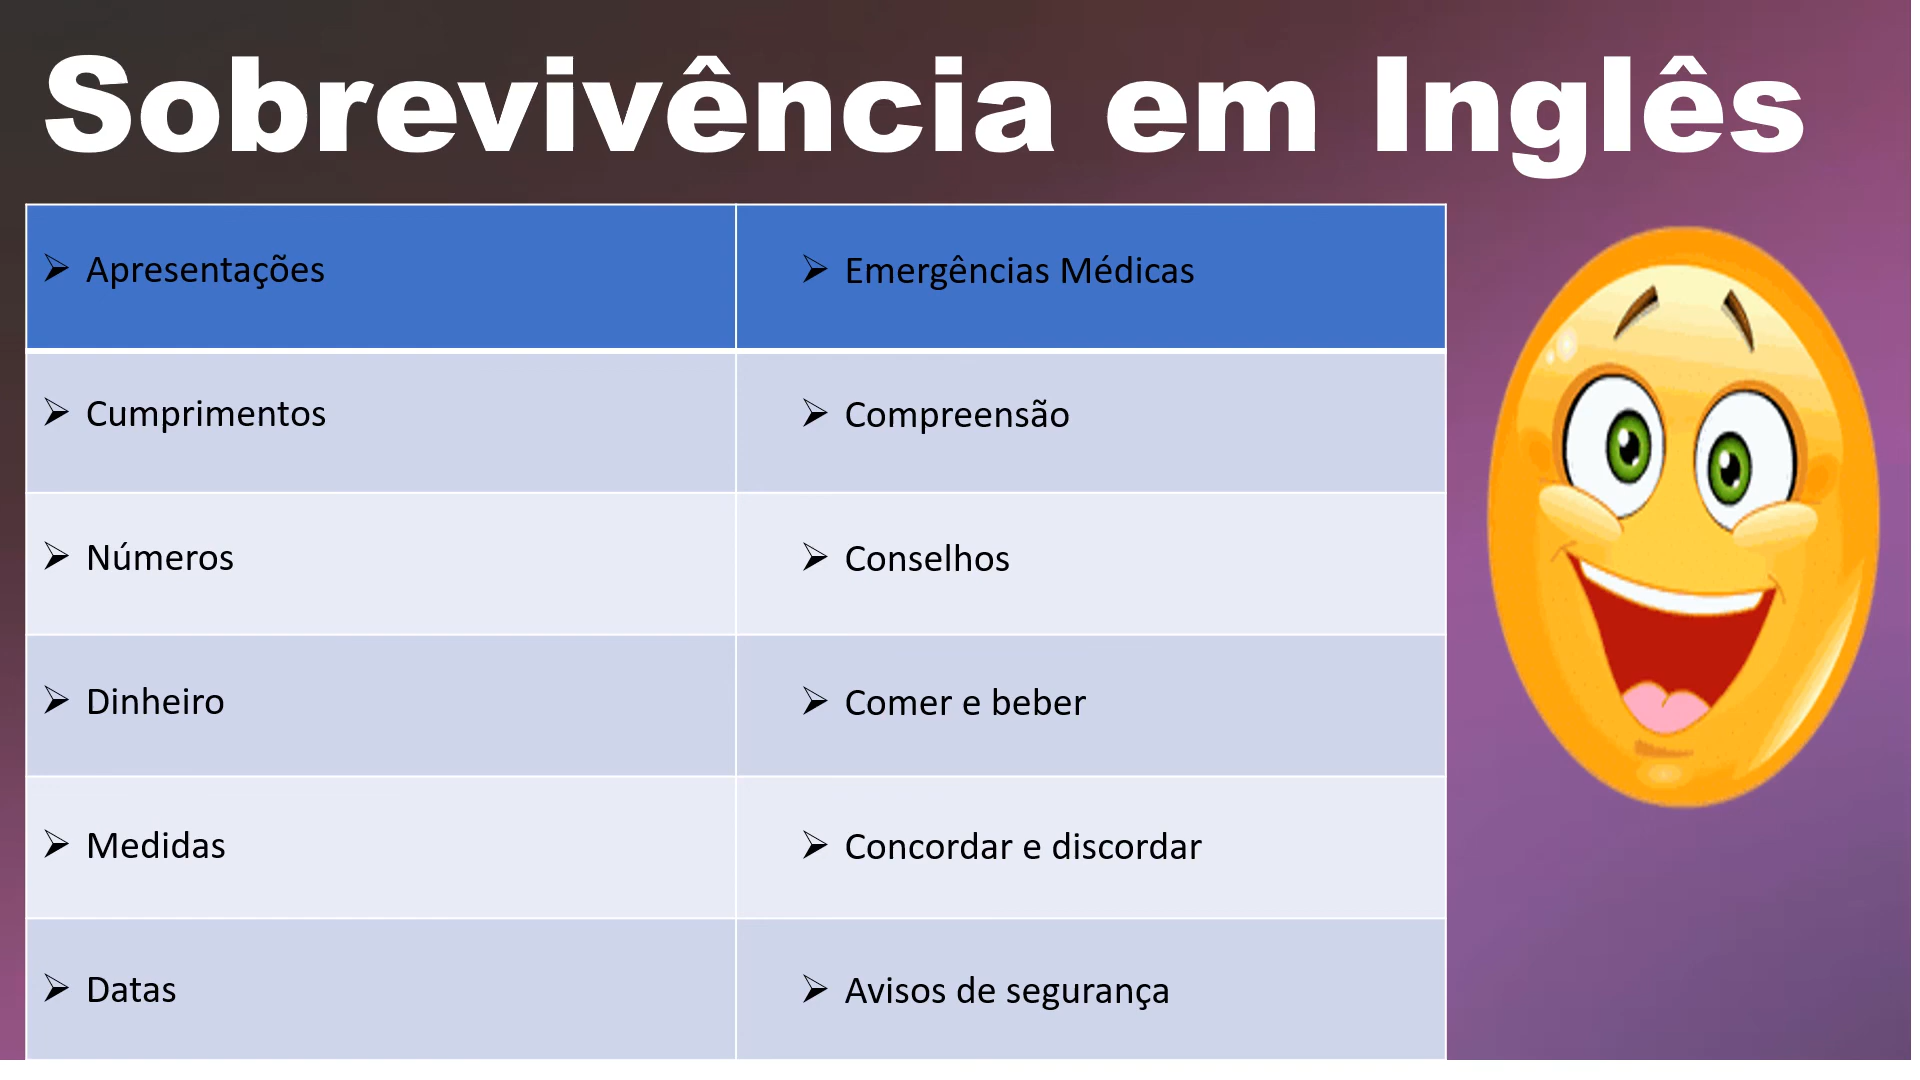 Sobrevivência em Inglês
Apresentações
Emergências Médicas
Cumprimentos
Compreensão
Números
Conselhos
Dinheiro
Comer e beber
Medidas
Concordar e discordar
Datas
Avisos de segurança